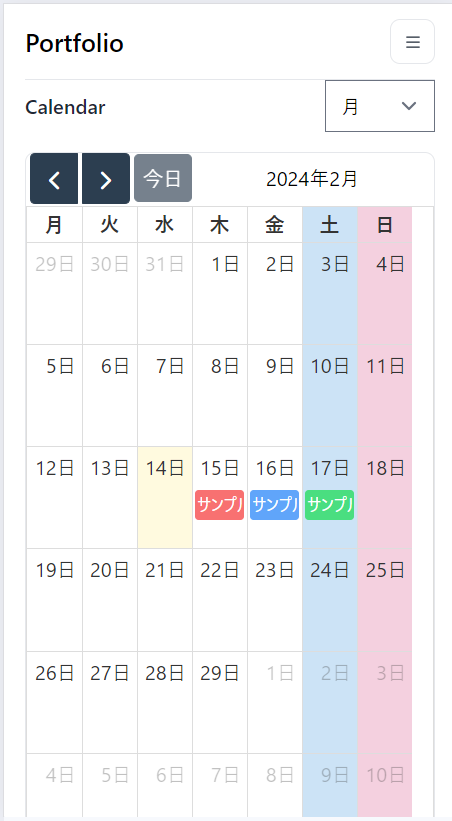 Portfolio
Calendar
月
今日
2024年2月
月 火 水 木 金 土 日
29日 30日 31日 1日 2日 3日 4日
5日 6日 7日 8日 9日 10日 11日
12日 13日 14日 15日 16日 17日 18日
サンプル サンプル サンプル
19日 20日 21日 22日 23日 24日 25日
26日 27日 28日 29日 1日 2日 3日
4日 5日 6日 7日 8日 9日 10日